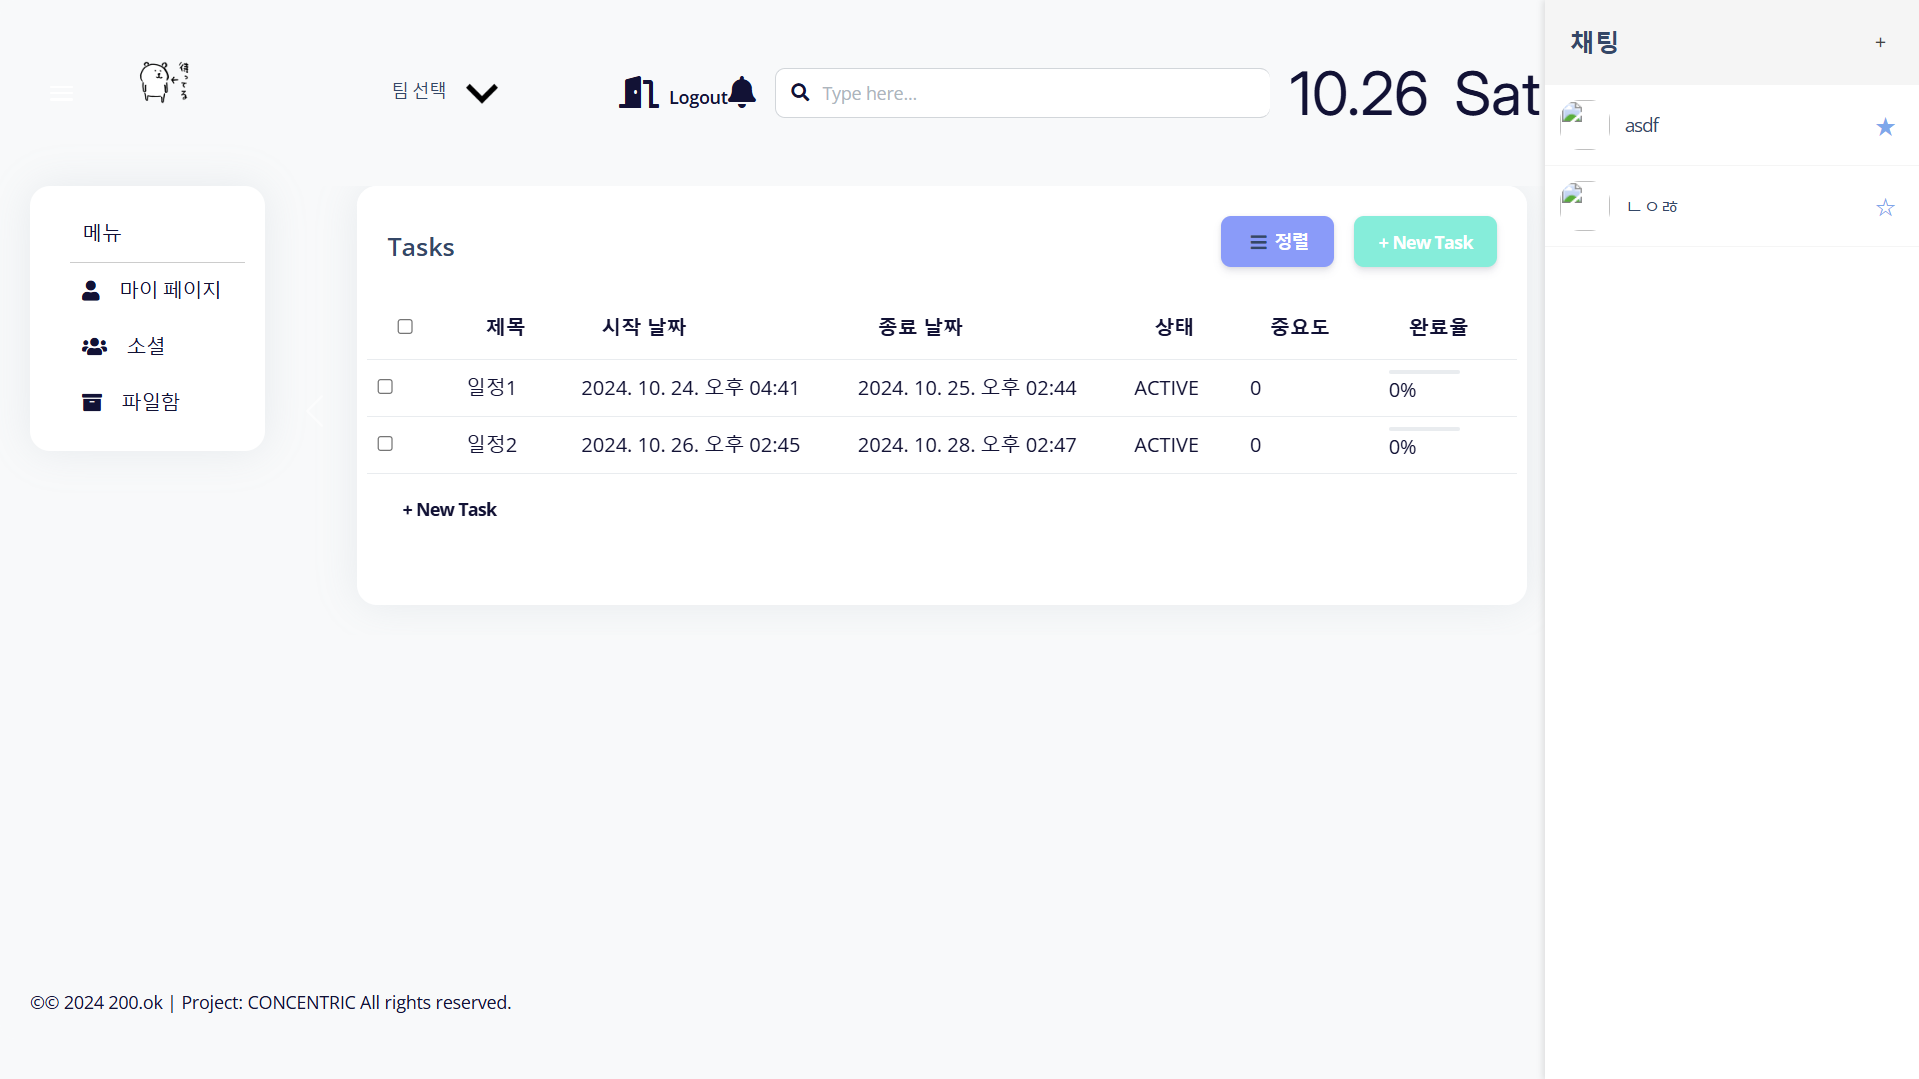 待ってる
팀 선택
Logout
Type here...
10.26 Sat
채팅
+
asdf
ㄴㅇㄶ
메뉴
마이 페이지
소셜
파일함
Tasks
정렬
+ New Task
제목 시작 날짜 종료 날짜 상태 중요도 완료율
일정1 2024. 10. 24. 오후 04:41 2024. 10. 25. 오후 02:44 ACTIVE 0 0%
일정2 2024. 10. 26. 오후 02:45 2024. 10. 28. 오후 02:47 ACTIVE 0 0%
+ New Task
©© 2024 200.ok | Project: CONCENTRIC All rights reserved.